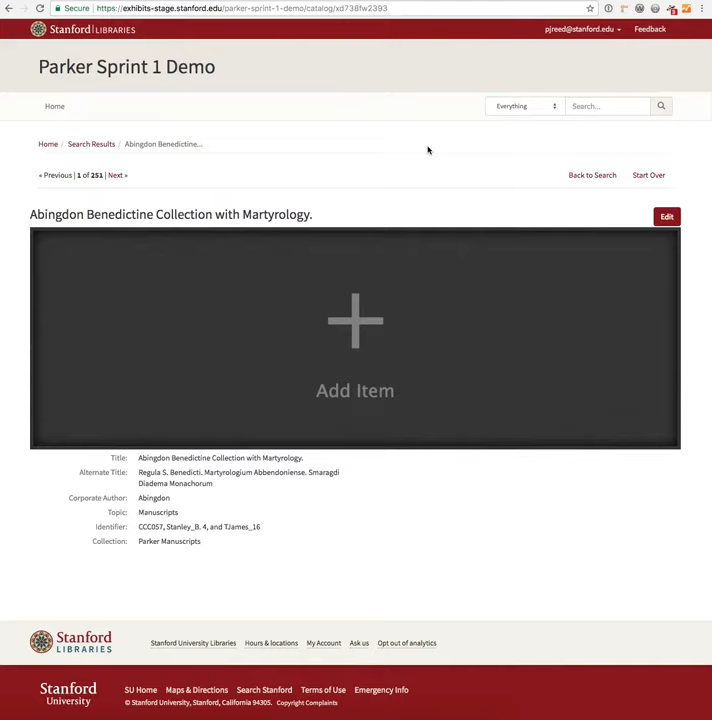 Secure https://exhibits-stage.stanford.edu/parker-sprint-1-demo/catalog/xd738fw2393
Stanford LIBRARIES pjreed@stanford.edu Feedback
Parker Sprint 1 Demo
Home Everything Search...
Home / Search Results / Abingdon Benedictine...
« Previous | 1 of 251 | Next » Back to Search Start Over
Abingdon Benedictine Collection with Martyrology. Edit
Add Item
Title: Abingdon Benedictine Collection with Martyrology.
Alternate Title: Regula S. Benedicti. Martyrologium Abbendoniense. Smaragdi
Diadema Monachorum
Corporate Author: Abingdon
Topic: Manuscripts
Identifier: CCC057, Stanley_B. 4, and TJames_16
Collection: Parker Manuscripts
Stanford
LIBRARIES
Stanford University Libraries Hours & locations My Account Ask us Opt out of analytics
Stanford
University
SU Home Maps & Directions Search Stanford Terms of Use Emergency Info
© Stanford University, Stanford, California 94305. Copyright Complaints